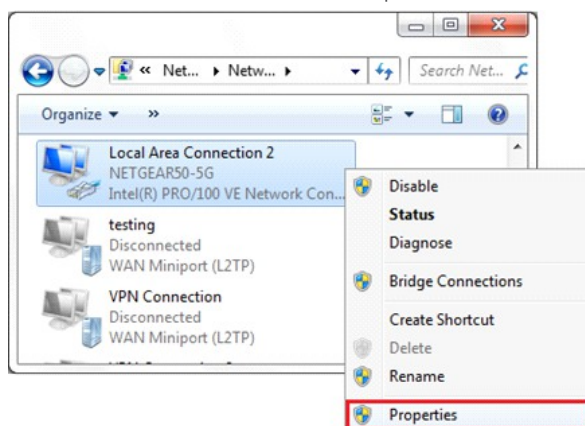 « Net... Netw...
Search Net...
Organize »
Local Area Connection 2
NETGEAR50-5G
Intel(R) PRO/100 VE Network Con...
testing
Disconnected
WAN Miniport (L2TP)
VPN Connection
Disconnected
WAN Miniport (L2TP)
Disable
Status
Diagnose
Bridge Connections
Create Shortcut
Delete
Rename
Properties